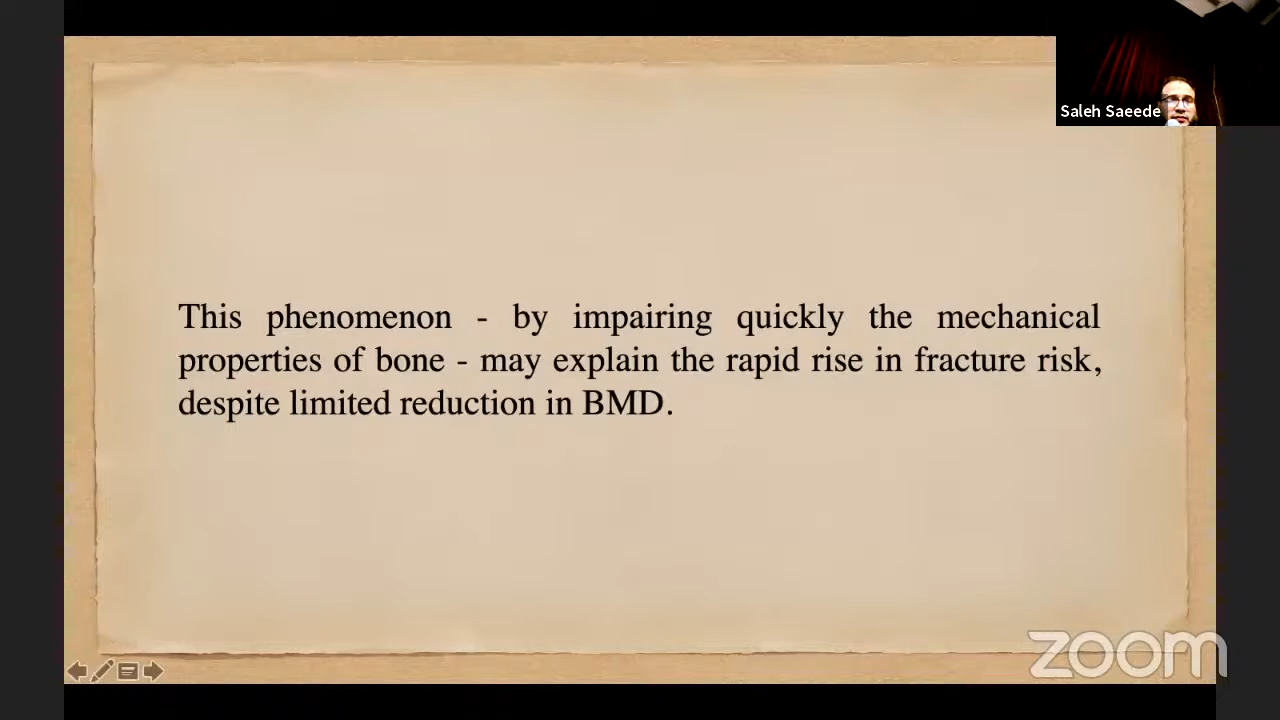 Saleh Saeede
This phenomenon - by impairing quickly the mechanical
properties of bone - may explain the rapid rise in fracture risk,
despite limited reduction in BMD.
zoom